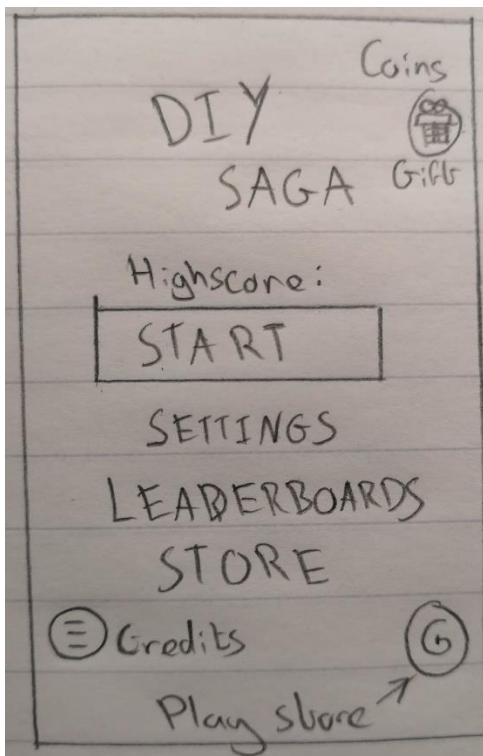 Coins
DIY
SAGA
Gift
Highscore:
START
SETTINGS
LEADERBOARDS
STORE
Credits
G
Play store